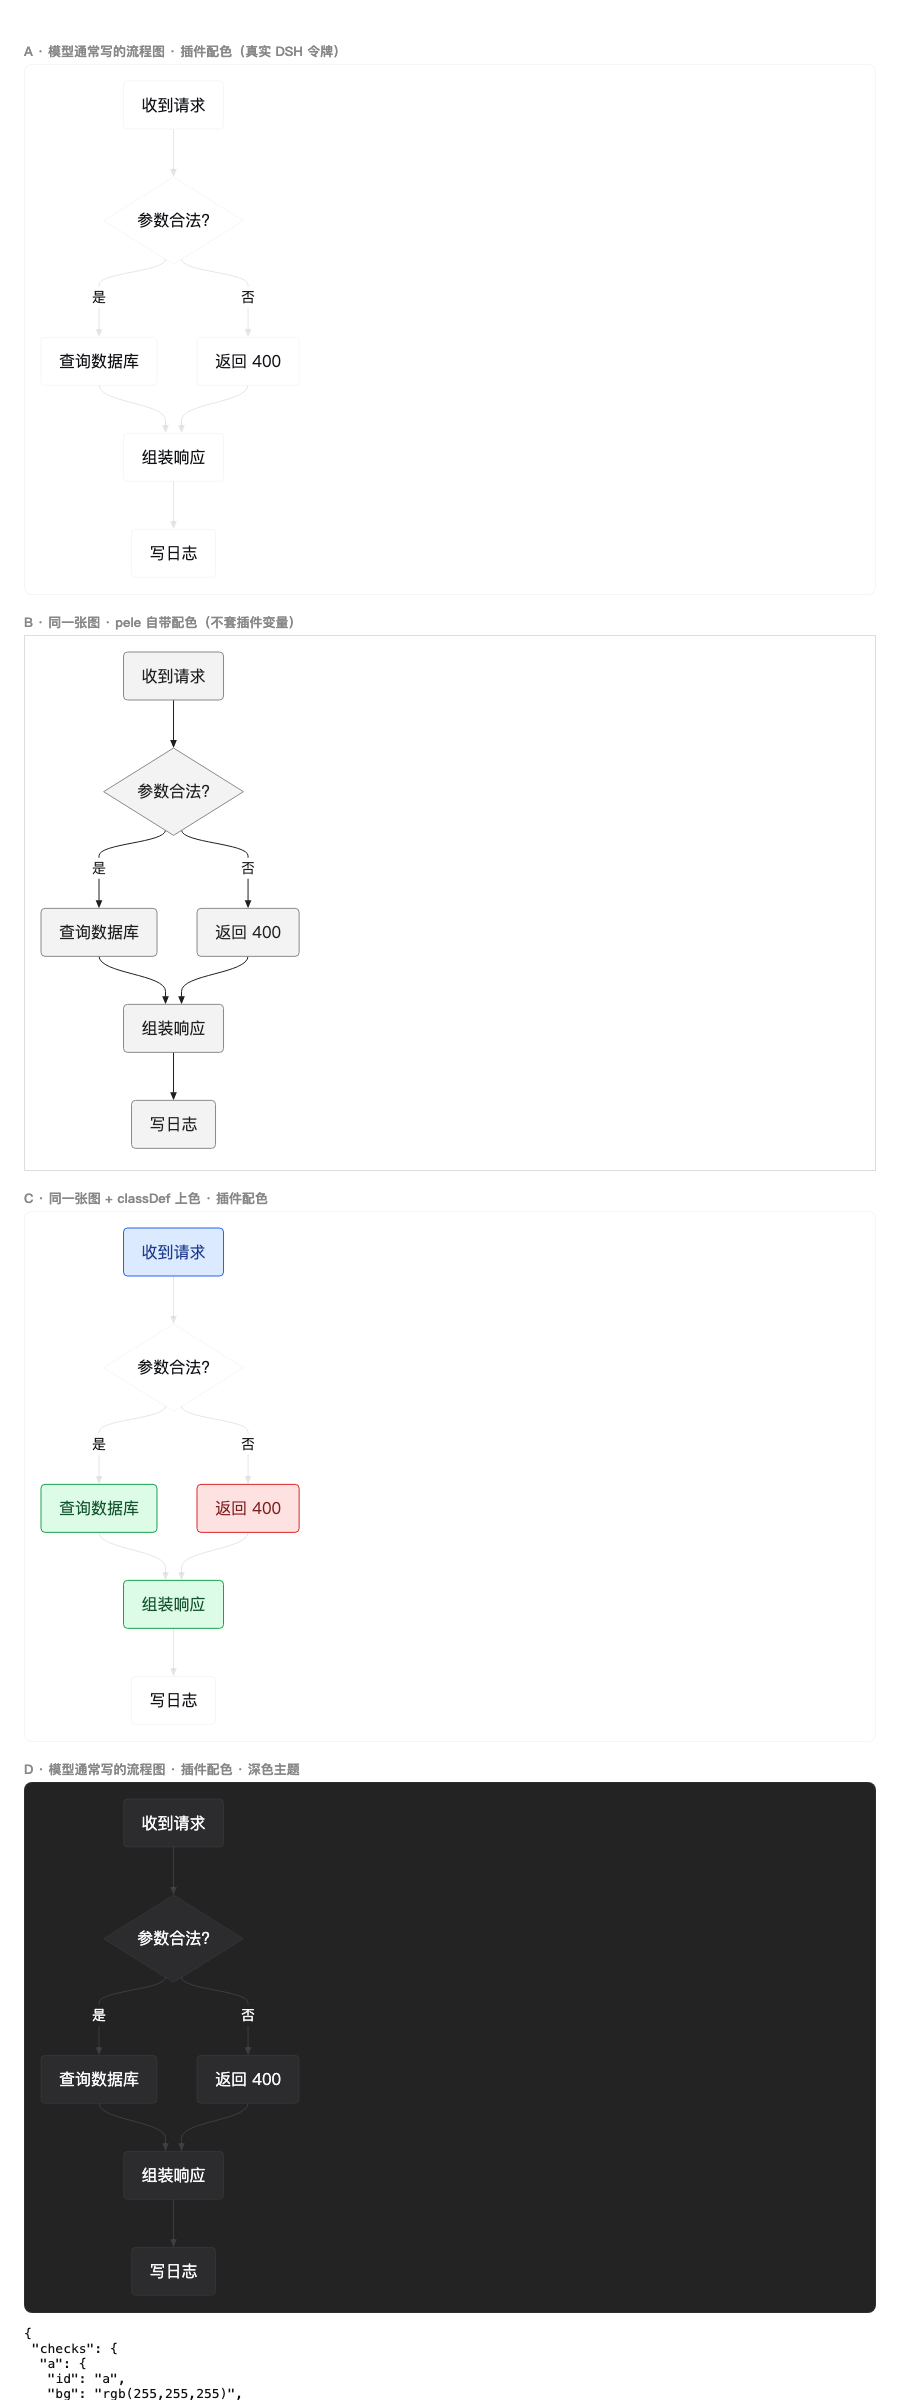 A · 模型通常写的流程图 · 插件配色（真实 DSH 令牌）
收到请求
参数合法?
是
否
查询数据库
返回 400
组装响应
写日志
B · 同一张图 · pele 自带配色（不套插件变量）
收到请求
参数合法?
是
否
查询数据库
返回 400
组装响应
写日志
C · 同一张图 + classDef 上色 · 插件配色
收到请求
参数合法?
是
否
查询数据库
返回 400
组装响应
写日志
D · 模型通常写的流程图 · 插件配色 · 深色主题
收到请求
参数合法?
是
否
查询数据库
返回 400
组装响应
写日志
{
"checks": {
"a": {
"id": "a",
"bg": "rgb(255,255,255)",